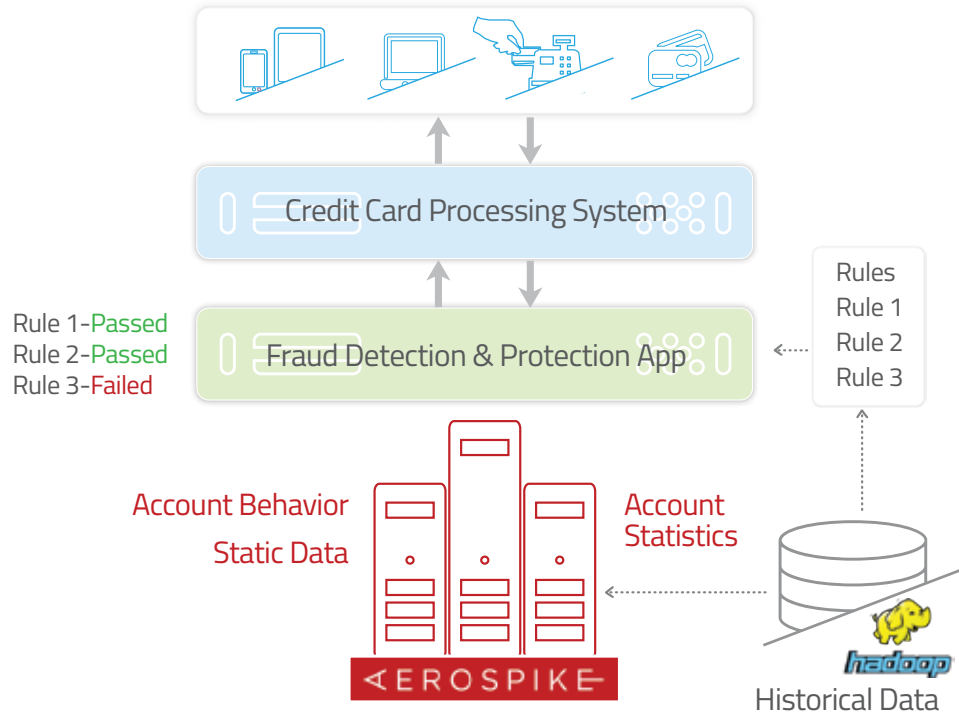 Credit Card Processing System
Rules
Rule 1
Rule 2
Rule 3
Rule 1-Passed
Rule 2-Passed
Rule 3-Failed
Fraud Detection & Protection App
Account Behavior
Static Data
Account
Statistics
AEROSPIKE
hadoop
Historical Data